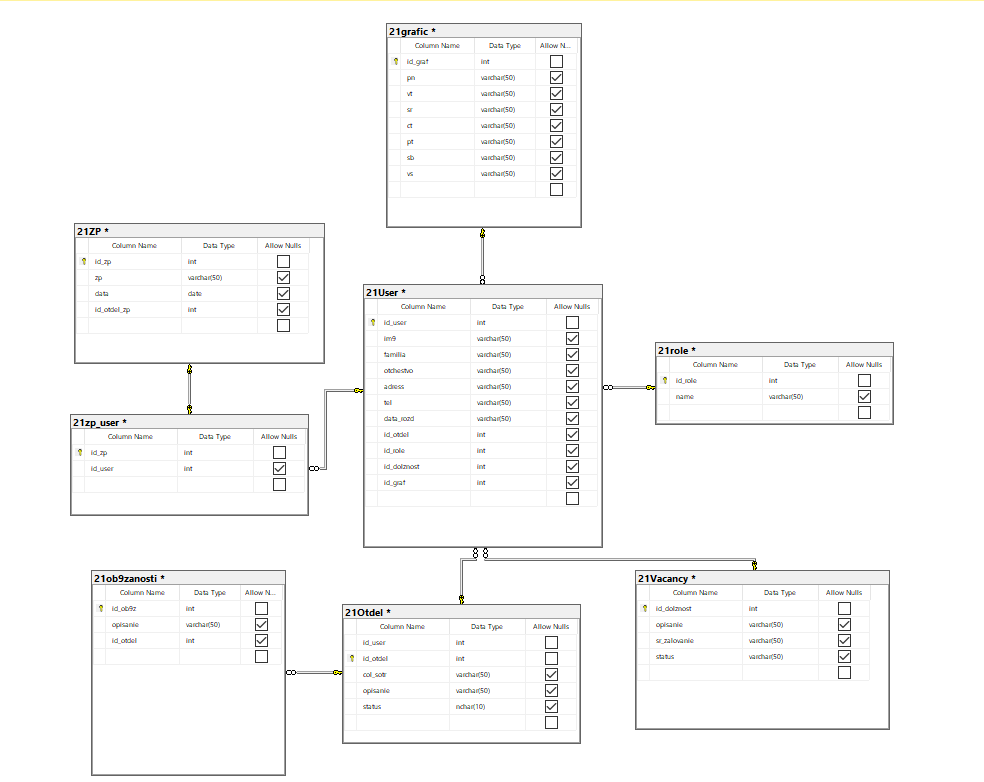 21grafic *
Column Name Data Type Allow N...
id_graf int
pn varchar(50)
vt varchar(50)
sr varchar(50)
ct varchar(50)
pt varchar(50)
sb varchar(50)
vs varchar(50)
21ZP *
Column Name Data Type Allow Nulls
id_zp int
zp varchar(50)
data date
id_otdel_zp int
21User *
Column Name Data Type Allow Nulls
id_user int
im9 varchar(50)
familiia varchar(50)
otchestvo varchar(50)
adress varchar(50)
tel varchar(50)
data_rozd varchar(50)
id_otdel int
id_role int
id_dolznost int
id_graf int
21role *
Column Name Data Type Allow Nulls
id_role int
name varchar(50)
21zp_user *
Column Name Data Type Allow Nulls
id_zp int
id_user int
21ob9zanosti *
Column Name Data Type Allow N...
id_ob9z int
opisanie varchar(50)
id_otdel int
21Otdel *
Column Name Data Type Allow Nulls
id_user int
id_otdel int
col_sotr varchar(50)
opisanie varchar(50)
status nchar(10)
21Vacancy *
Column Name Data Type Allow Nulls
id_dolznost int
opisanie varchar(50)
sr_zalovanie varchar(50)
status varchar(50)